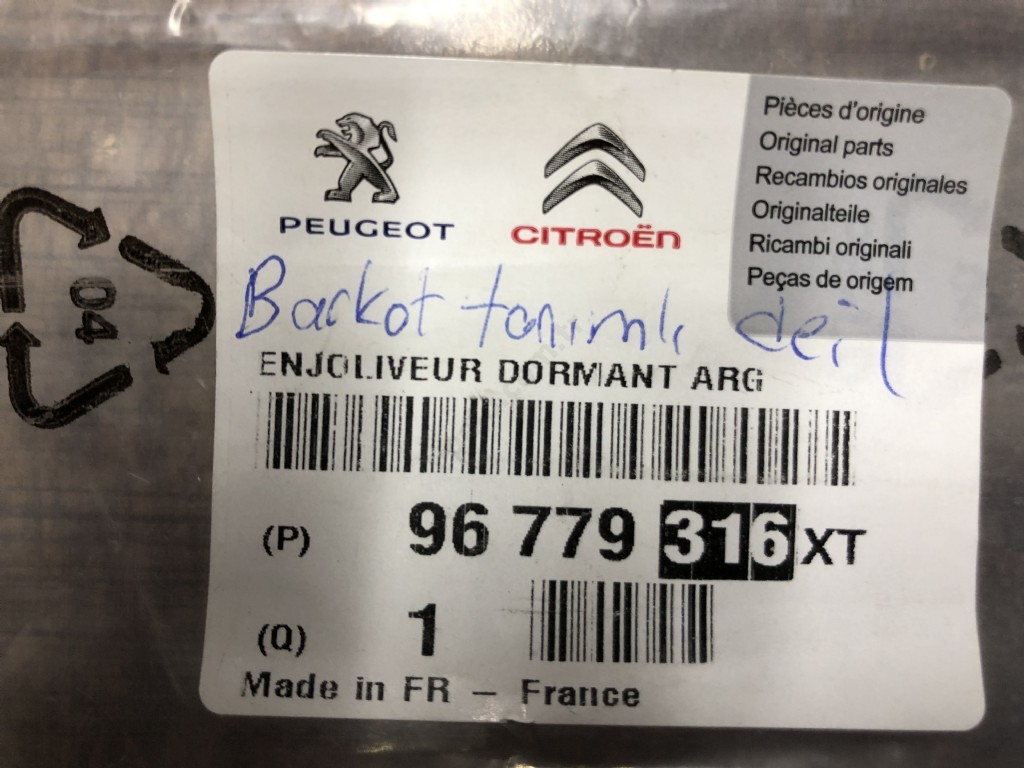 Pièces d'origine
Original parts
Recambios originales
Originalteile
Ricambi originali
Peças de origem
PEUGEOT
CITROËN
Barkot tanımlı deil
ENJOLIVEUR DORMANT ARG
(P) 96 779 316 XT
(Q) 1
Made in FR - France
04